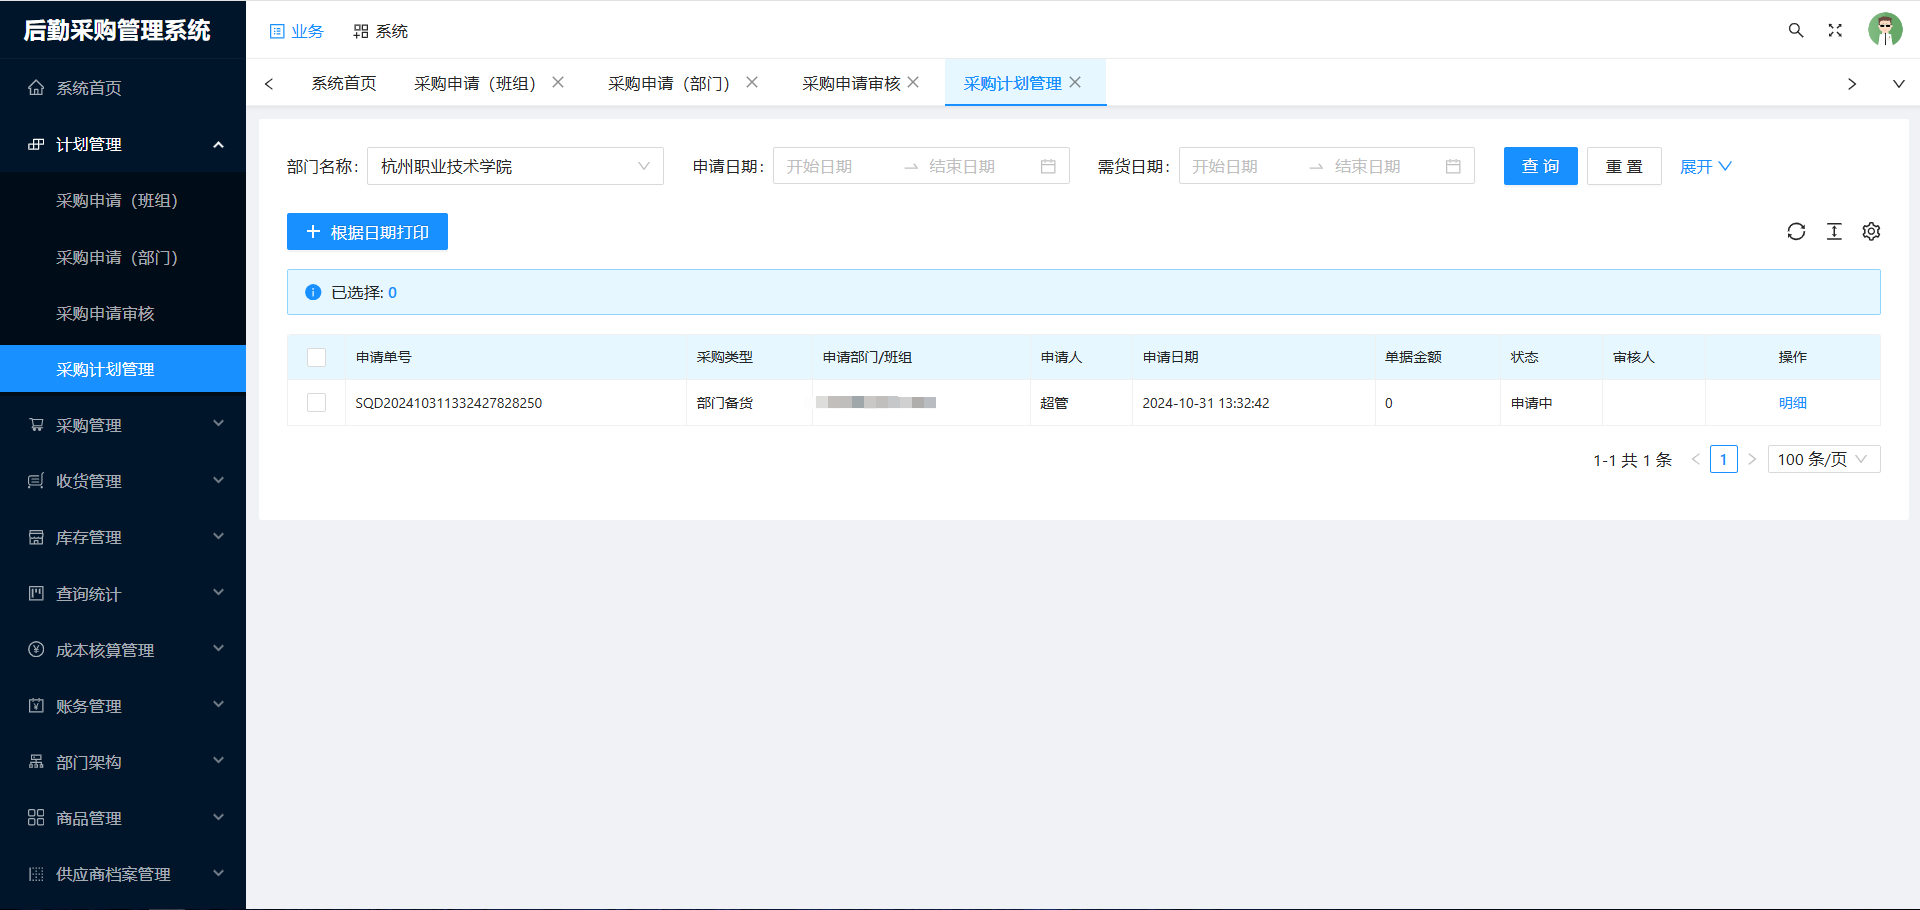 后勤采购管理系统
业务
系统
系统首页
采购申请（班组）
采购申请（部门）
采购申请审核
采购计划管理
系统首页
计划管理
采购申请（班组）
采购申请（部门）
采购申请审核
采购计划管理
采购管理
收货管理
库存管理
查询统计
成本核算管理
账务管理
部门架构
商品管理
供应商档案管理
部门名称: 杭州职业技术学院 申请日期: 开始日期 结束日期 需货日期: 开始日期 结束日期 查 询 重 置 展开
根据日期打印
已选择: 0
申请单号 采购类型 申请部门/班组 申请人 申请日期 单据金额 状态 审核人 操作
SQD202410311332427828250 部门备货 超管 2024-10-31 13:32:42 0 申请中 明细
1-1 共 1 条 1 100 条/页